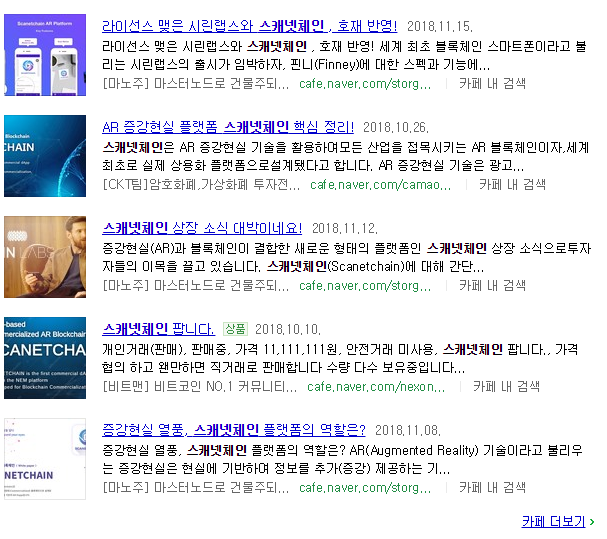 Scanetchain AR Platform
라이선스 맺은 시린랩스와 스캐넷체인 , 호재 반영! 2018.11.15.
라이선스 맺은 시린랩스와 스캐넷체인 , 호재 반영! 세계 최초 블록체인 스마트폰이라고 불
리는 시린랩스의 출시가 임박하자, 핀니(Finney)에 대한 스펙과 기능에...
[마노주] 마스터노드로 건물주되... cafe.naver.com/storg... 카페 내 검색
Blockchain
CHAIN
AR 증강현실 플랫폼 스캐넷체인 핵심 정리! 2018.10.26.
스캐넷체인은 AR 증강현실 기술을 활용하여모든 산업을 접목시키는 AR 블록체인이자,세계
최초로 실제 상용화 플랫폼으로설계됐다고 합니다. AR 증강현실 기술은 광고...
[CKT팀]암호화폐,가상화폐 투자전... cafe.naver.com/camao... 카페 내 검색
N LABS
스캐넷체인 상장 소식 대박이네요! 2018.11.12.
증강현실(AR)과 블록체인이 결합한 새로운 형태의 플랫폼인 스캐넷체인 상장 소식으로투자
자들의 이목을 끌고 있습니다. 스캐넷체인(Scanetchain)에 대해 간단...
[마노주] 마스터노드로 건물주되... cafe.naver.com/storg... 카페 내 검색
-based
mmercialized AR Blockchain
CANETCHA
ANETCHAIN is the first commercial
the NEM platform
ped for Blockchain Commercializat
스캐넷체인 팝니다. 상품 2018.10.10.
개인거래(판매), 판매중, 가격 11,111,111원, 안전거래 미사용, 스캐넷체인 팝니다., 가격
협의 하고 왠만하면 직거래로 판매합니다 수량 다수 보유중입니다...
[비트맨] 비트코인 NO.1 커뮤니티... cafe.naver.com/nexon... 카페 내 검색
NETCHAIN
증강현실 열풍, 스캐넷체인 플랫폼의 역할은? 2018.11.08.
증강현실 열풍, 스캐넷체인 플랫폼의 역할은? AR(Augmented Reality) 기술이라고 불리우
는 증강현실은 현실에 기반하여 정보를 추가(증강) 제공하는 기...
[마노주] 마스터노드로 건물주되... cafe.naver.com/storg... 카페 내 검색
카페 더보기